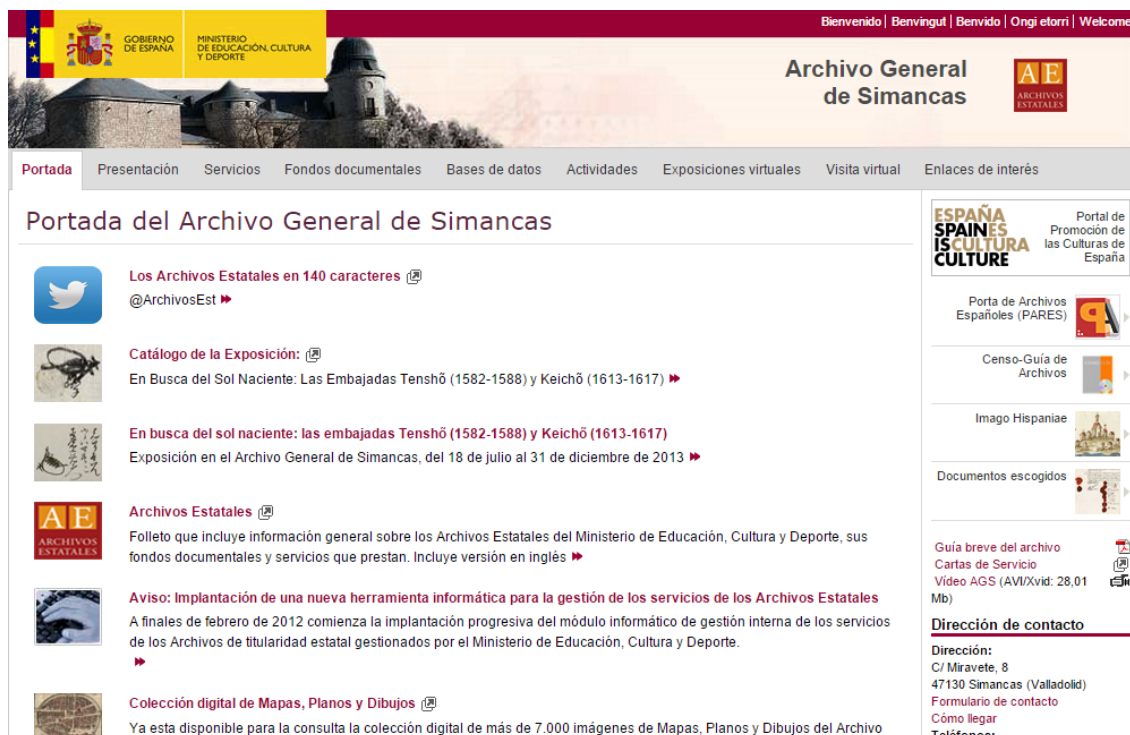 Bienvenido | Benvingut | Benvido | Ongi etorri | Welcome
GOBIERNO
DE ESPAÑA
MINISTERIO
DE EDUCACIÓN, CULTURA
Y DEPORTE
Archivo General
de Simancas
AE
ARCHIVOS
ESTATALES
Portada Presentación Servicios Fondos documentales Bases de datos Actividades Exposiciones virtuales Visita virtual Enlaces de interés
Portada del Archivo General de Simancas
Los Archivos Estatales en 140 caracteres
@ArchivosEst
Catálogo de la Exposición:
En Busca del Sol Naciente: Las Embajadas Tenshõ (1582-1588) y Keichõ (1613-1617)
En busca del sol naciente: las embajadas Tenshő (1582-1588) y Keichő (1613-1617)
Exposición en el Archivo General de Simancas, del 18 de julio al 31 de diciembre de 2013
AE
ARCHIVOS
ESTATALES
Archivos Estatales
Folleto que incluye información general sobre los Archivos Estatales del Ministerio de Educación, Cultura y Deporte, sus
fondos documentales y servicios que prestan. Incluye versión en inglés
Aviso: Implantación de una nueva herramienta informática para la gestión de los servicios de los Archivos Estatales
A finales de febrero de 2012 comienza la implantación progresiva del módulo informático de gestión interna de los servicios
de los Archivos de titularidad estatal gestionados por el Ministerio de Educación, Cultura y Deporte.
Colección digital de Mapas, Planos y Dibujos
Ya esta disponible para la consulta la colección digital de más de 7.000 imágenes de Mapas, Planos y Dibujos del Archivo
ESPAÑA
SPAINES
ISCULTURA
CULTURE
Portal de
Promoción de
las Culturas de
España
Porta de Archivos
Españoles (PARES)
Censo-Guía de
Archivos
Imago Hispaniae
Documentos escogidos
Guía breve del archivo
Cartas de Servicio
Vídeo AGS (AVI/Xvid: 28,01
Mb)
Dirección de contacto
Dirección:
C/ Miravete, 8
47130 Simancas (Valladolid)
Formulario de contacto
Cómo llegar
Teléfonos: